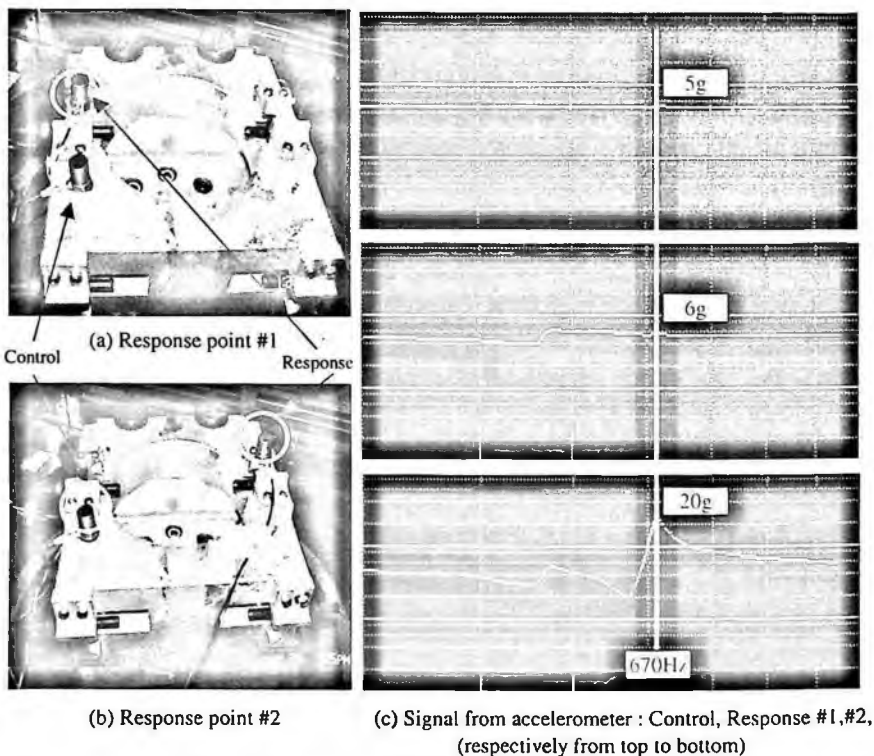 5g
(a) Response point #1
Control
Response
6g
20g
670Hz
(b) Response point #2
(c) Signal from accelerometer : Control, Response #1,#2,
(respectively from top to bottom)